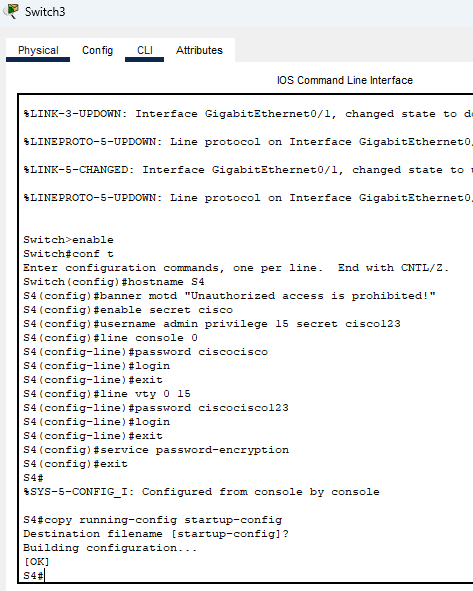 Switch3
Physical Config CLI Attributes
IOS Command Line Interface
%LINK-3-UPDOWN: Interface GigabitEthernet0/1, changed state to
%LINEPROTO-5-UPDOWN: Line protocol on Interface GigabitEthernet0
%LINK-5-CHANGED: Interface GigabitEthernet0/1, changed state to
%LINEPROTO-5-UPDOWN: Line protocol on Interface GigabitEthernet0
Switch>enable
Switch#conf t
Enter configuration commands, one per line.  End with CNTL/Z.
Switch(config)#hostname S4
S4(config)#banner motd "Unauthorized access is prohibited!"
S4(config)#enable secret cisco
S4(config)#username admin privilege 15 secret cisco123
S4(config)#line console 0
S4(config-line)#password ciscocisco
S4(config-line)#login
S4(config-line)#exit
S4(config)#line vty 0 15
S4(config-line)#password ciscocisco123
S4(config-line)#login
S4(config-line)#exit
S4(config)#service password-encryption
S4(config)#exit
S4#
%SYS-5-CONFIG_I: Configured from console by console
S4#copy running-config startup-config
Destination filename [startup-config]?
Building configuration...
[OK]
S4#